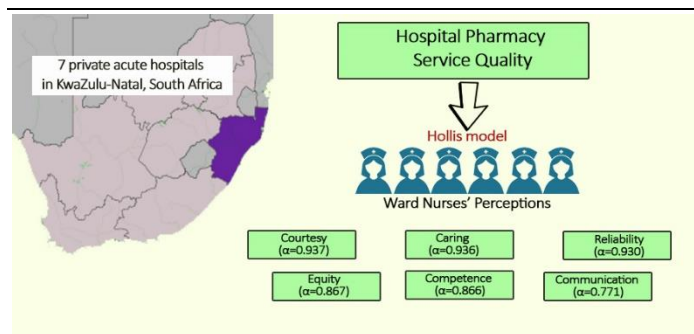 7 private acute hospitals
in KwaZulu-Natal, South Africa
Hospital Pharmacy
Service Quality
Hollis model
Ward Nurses' Perceptions
Courtesy
(α=0.937)
Caring
(α=0.936)
Reliability
(α=0.930)
Equity
(α=0.867)
Competence
(α=0.866)
Communication
(α=0.771)